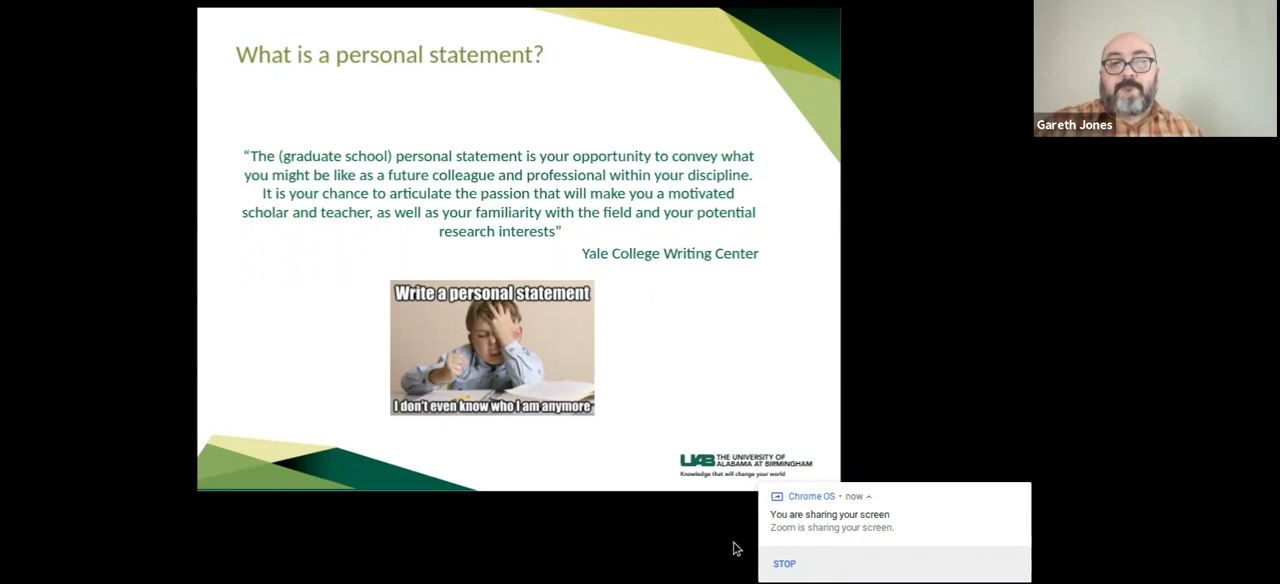 What is a personal statement?
“The (graduate school) personal statement is your opportunity to convey what
you might be like as a future colleague and professional within your discipline.
It is your chance to articulate the passion that will make you a motivated
scholar and teacher, as well as your familiarity with the field and your potential
research interests”
Yale College Writing Center
Write a personal statement
I don't even know who I am anymore
UAB THE UNIVERSITY OF
ALABAMA AT BIRMINGHAM
Knowledge that will change your world
Gareth Jones
Chrome OS • now
You are sharing your screen
Zoom is sharing your screen.
STOP